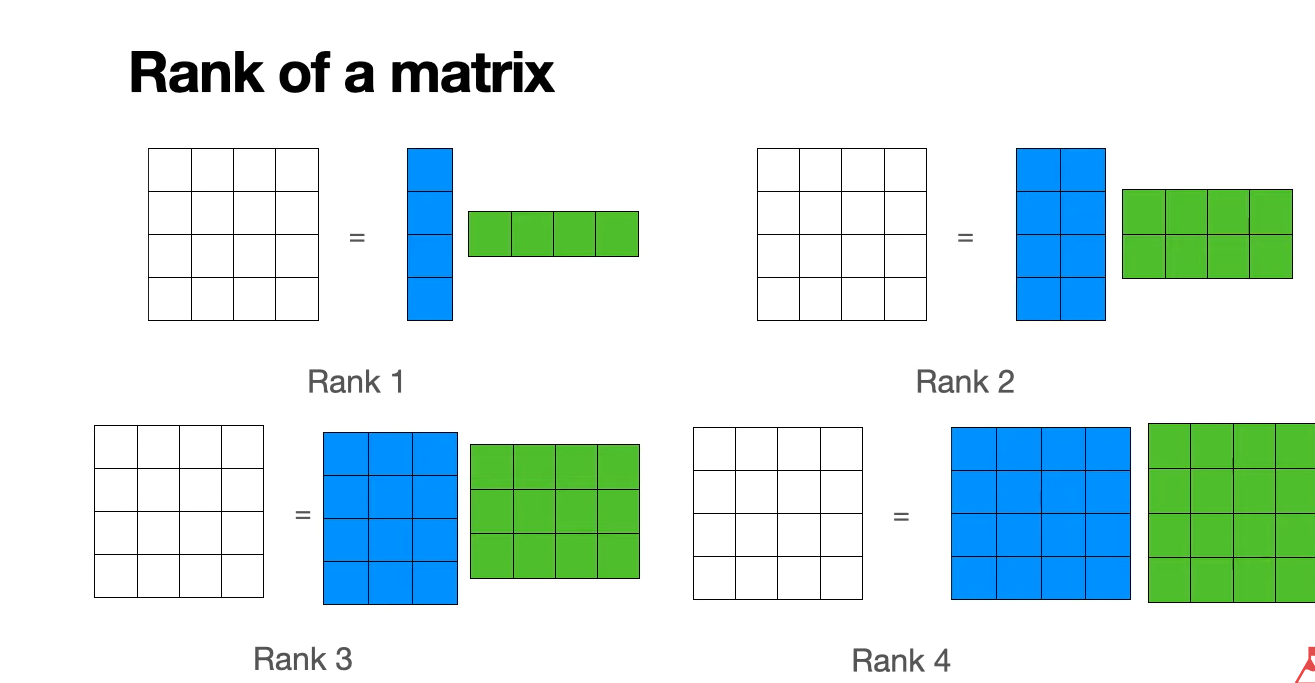 Rank of a matrix
=
=
Rank 1
Rank 2
=
=
Rank 3
Rank 4